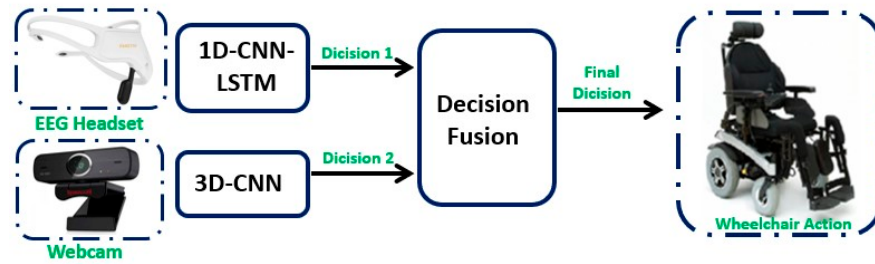 EEG Headset
1D-CNN-
LSTM
Dicision 1
Webcam
3D-CNN
Dicision 2
Decision
Fusion
Final
Dicision
Wheelchair Action